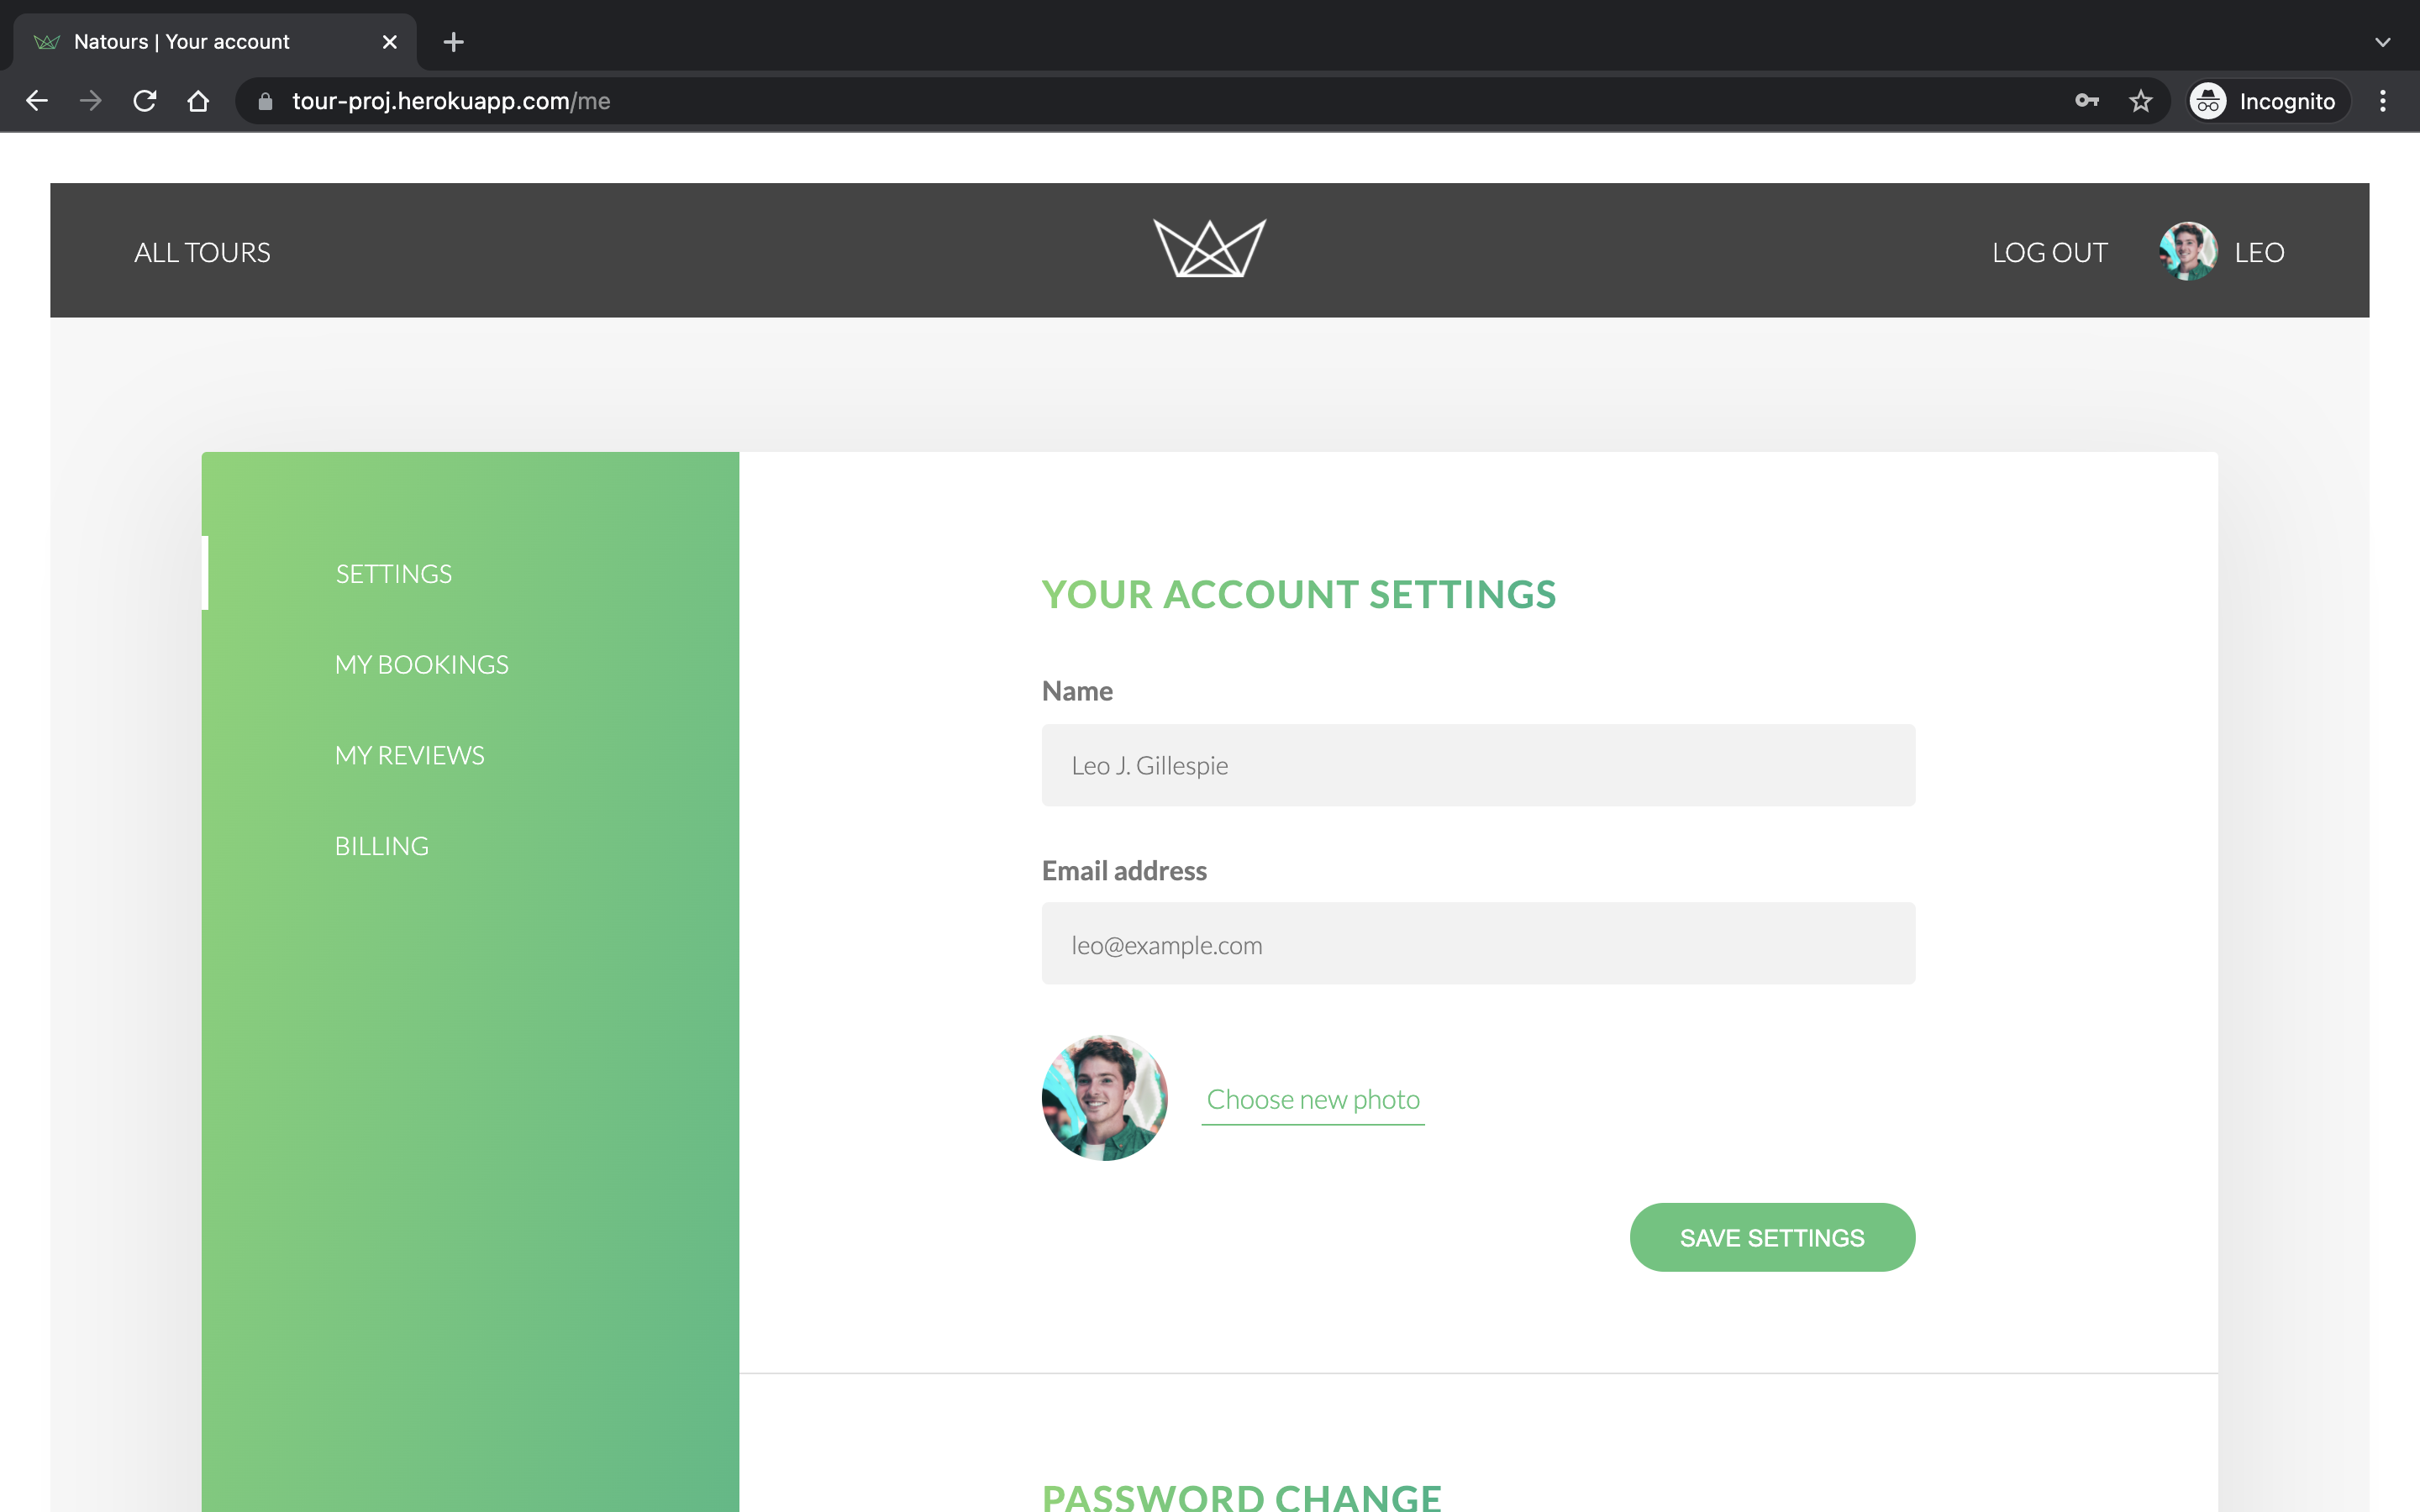 Natours | Your account
tour-proj.herokuapp.com/me
Incognito
ALL TOURS
LOG OUT
LEO
SETTINGS
MY BOOKINGS
MY REVIEWS
BILLING
YOUR ACCOUNT SETTINGS
Name
Leo J. Gillespie
Email address
leo@example.com
Choose new photo
SAVE SETTINGS
PASSWORD CHANGE